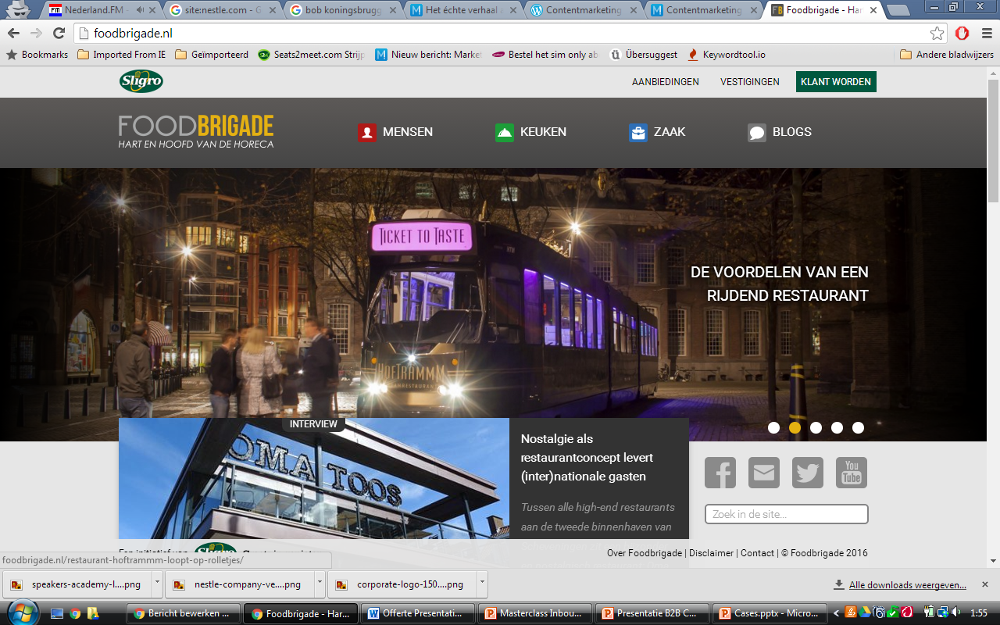 Nederland.FM -
site:nestle.com - G
bob koningsbrugg
Het échte verhaal a
Contentmarketing
Contentmarketing
Foodbrigade - Har
foodbrigade.nl
Bookmarks
Imported From IE
Geïmporteerd
Seats2meet.com Strijp
Nieuw bericht: Marke
Bestel het sim only ab
Übersuggest
Keywordtool.io
Andere bladwijzers
Sligro
AANBIEDINGEN
VESTIGINGEN
KLANT WORDEN
FOODBRIGADE
HART EN HOOFD VAN DE HORECA
MENSEN
KEUKEN
ZAAK
BLOGS
TICKET TO TASTE
HTM
HOFTRAMMM
TRAMRESTAURANT
DE VOORDELEN VAN EEN
RIJDEND RESTAURANT
INTERVIEW
OMA TOOS
Nostalgie als
restaurantconcept levert
(inter)nationale gasten
Tussen alle high-end restaurants
aan de tweede binnenhaven van
You
Tube
Zoek in de site...
Een initiatief van
Sligro
Over Foodbrigade | Disclaimer | Contact | © Foodbrigade 2016
foodbrigade.nl/restaurant-hoftrammm-loopt-op-rolletjes/
speakers-academy-l....png
nestle-company-ve....png
corporate-logo-150....png
Alle downloads weergeven...
Bericht bewerken ...
Foodbrigade - Har...
Offerte Presentati...
Masterclass Inbou...
Presentatie B2B C...
Cases.pptx - Micro...
1:55